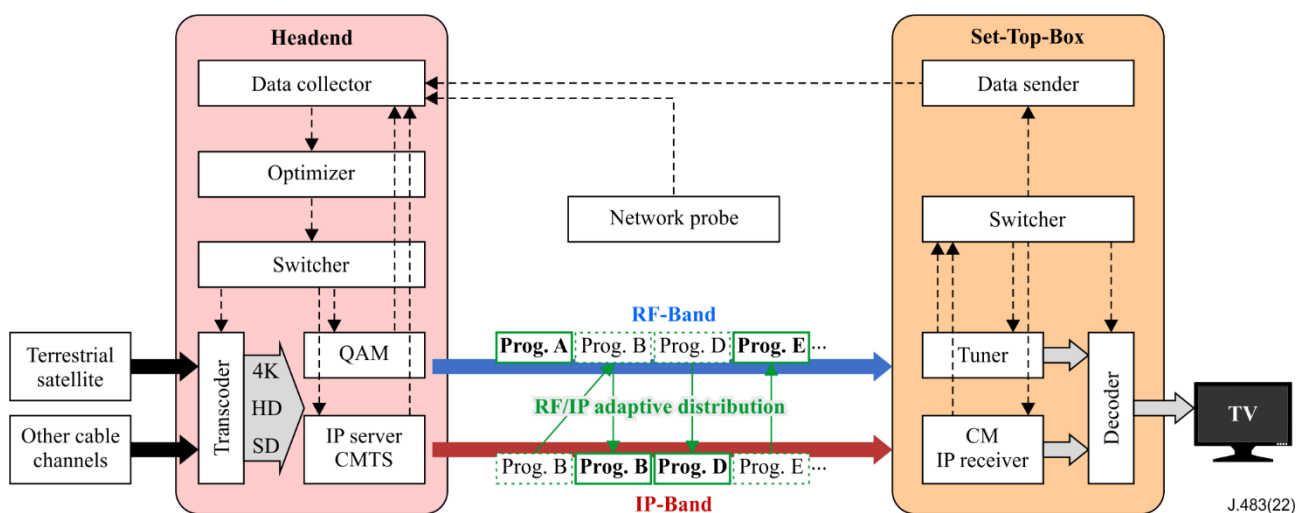 Headend
Set-Top-Box
Data collector
Data sender
Optimizer
Network probe
Switcher
Switcher
RF-Band
Terrestrial
satellite
Transcoder
4K
HD
SD
QAM
Prog. A
Prog. B
Prog. D
Prog. E
...
Tuner
Decoder
TV
RF/IP adaptive distribution
Other cable
channels
IP server
CMTS
Prog. B
Prog. B
Prog. D
Prog. E
...
CM
IP receiver
IP-Band
J.483(22)